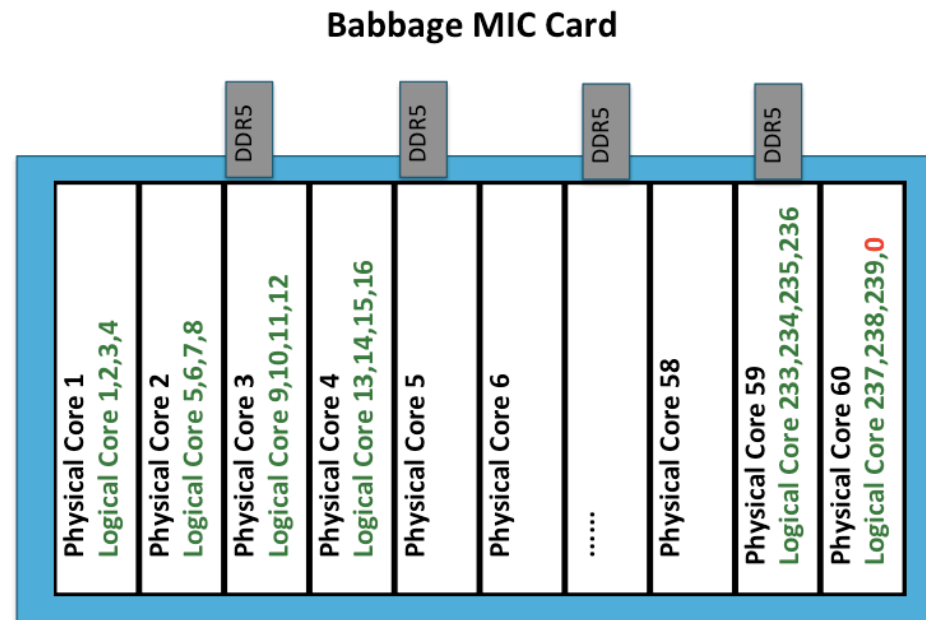 Babbage MIC Card
DDR5
DDR5
DDR5
DDR5
Physical Core 1
Logical Core 1,2,3,4
Physical Core 2
Logical Core 5,6,7,8
Physical Core 3
Logical Core 9,10,11,12
Physical Core 4
Logical Core 13,14,15,16
Physical Core 5
Physical Core 6
......
Physical Core 58
Physical Core 59
Logical Core 233,234,235,236
Physical Core 60
Logical Core 237,238,239,0